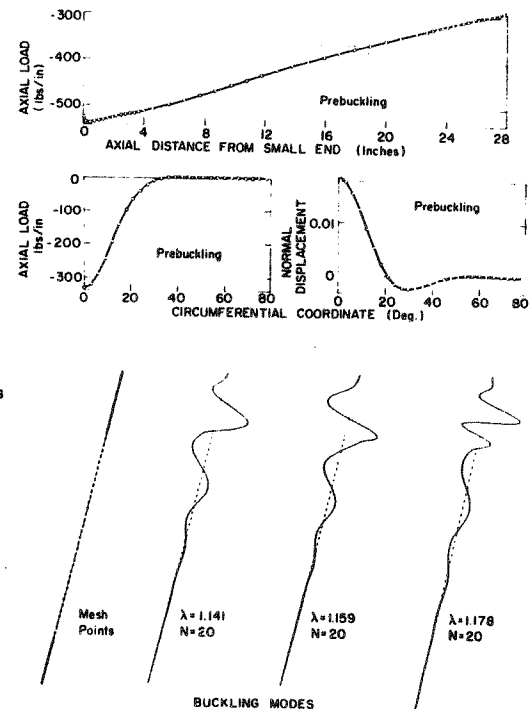 -300
-400
-500
AXIAL LOAD
(lbs/in)
Prebuckling
0 4 8 12 16 20 24 28
AXIAL DISTANCE FROM SMALL END (Inches)
0
-100
-200
-300
AXIAL LOAD
lbs/in
Prebuckling
0 20 40 60 80
0.01
0
NORMAL
DISPLACEMENT
Prebuckling
0 20 40 60 80
CIRCUMFERENTIAL COORDINATE (Deg.)
s
Mesh
Points
λ=1.141
N=20
λ=1.159
N=20
λ=1.178
N=20
BUCKLING MODES